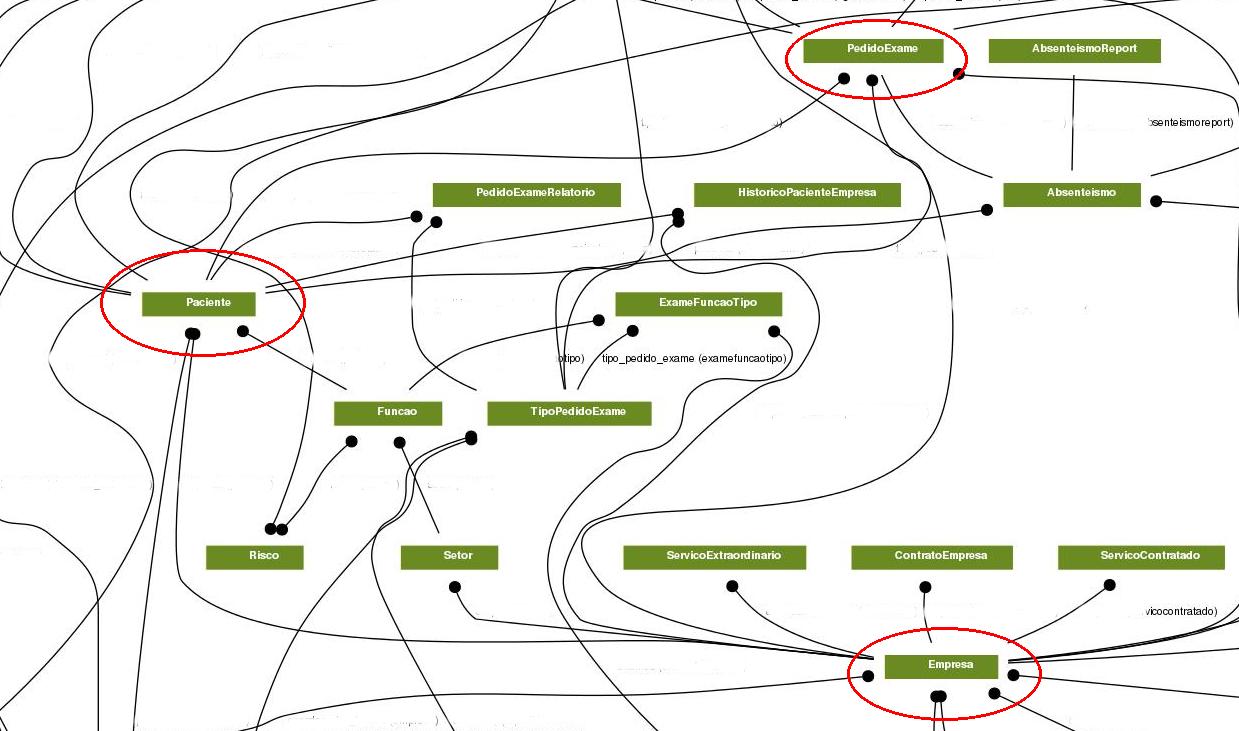 PedidoExame
AbsenteismoReport
senteismoreport)
PedidoExameRelatorio
HistoricoPacienteEmpresa
Absenteismo
Paciente
ExameFuncaoTipo
otipo)
tipo_pedido_exame (examefuncaotipo)
Funcao
TipoPedidoExame
Risco
Setor
ServicoExtraordinario
ContratoEmpresa
ServicoContratado
vicocontratado)
Empresa